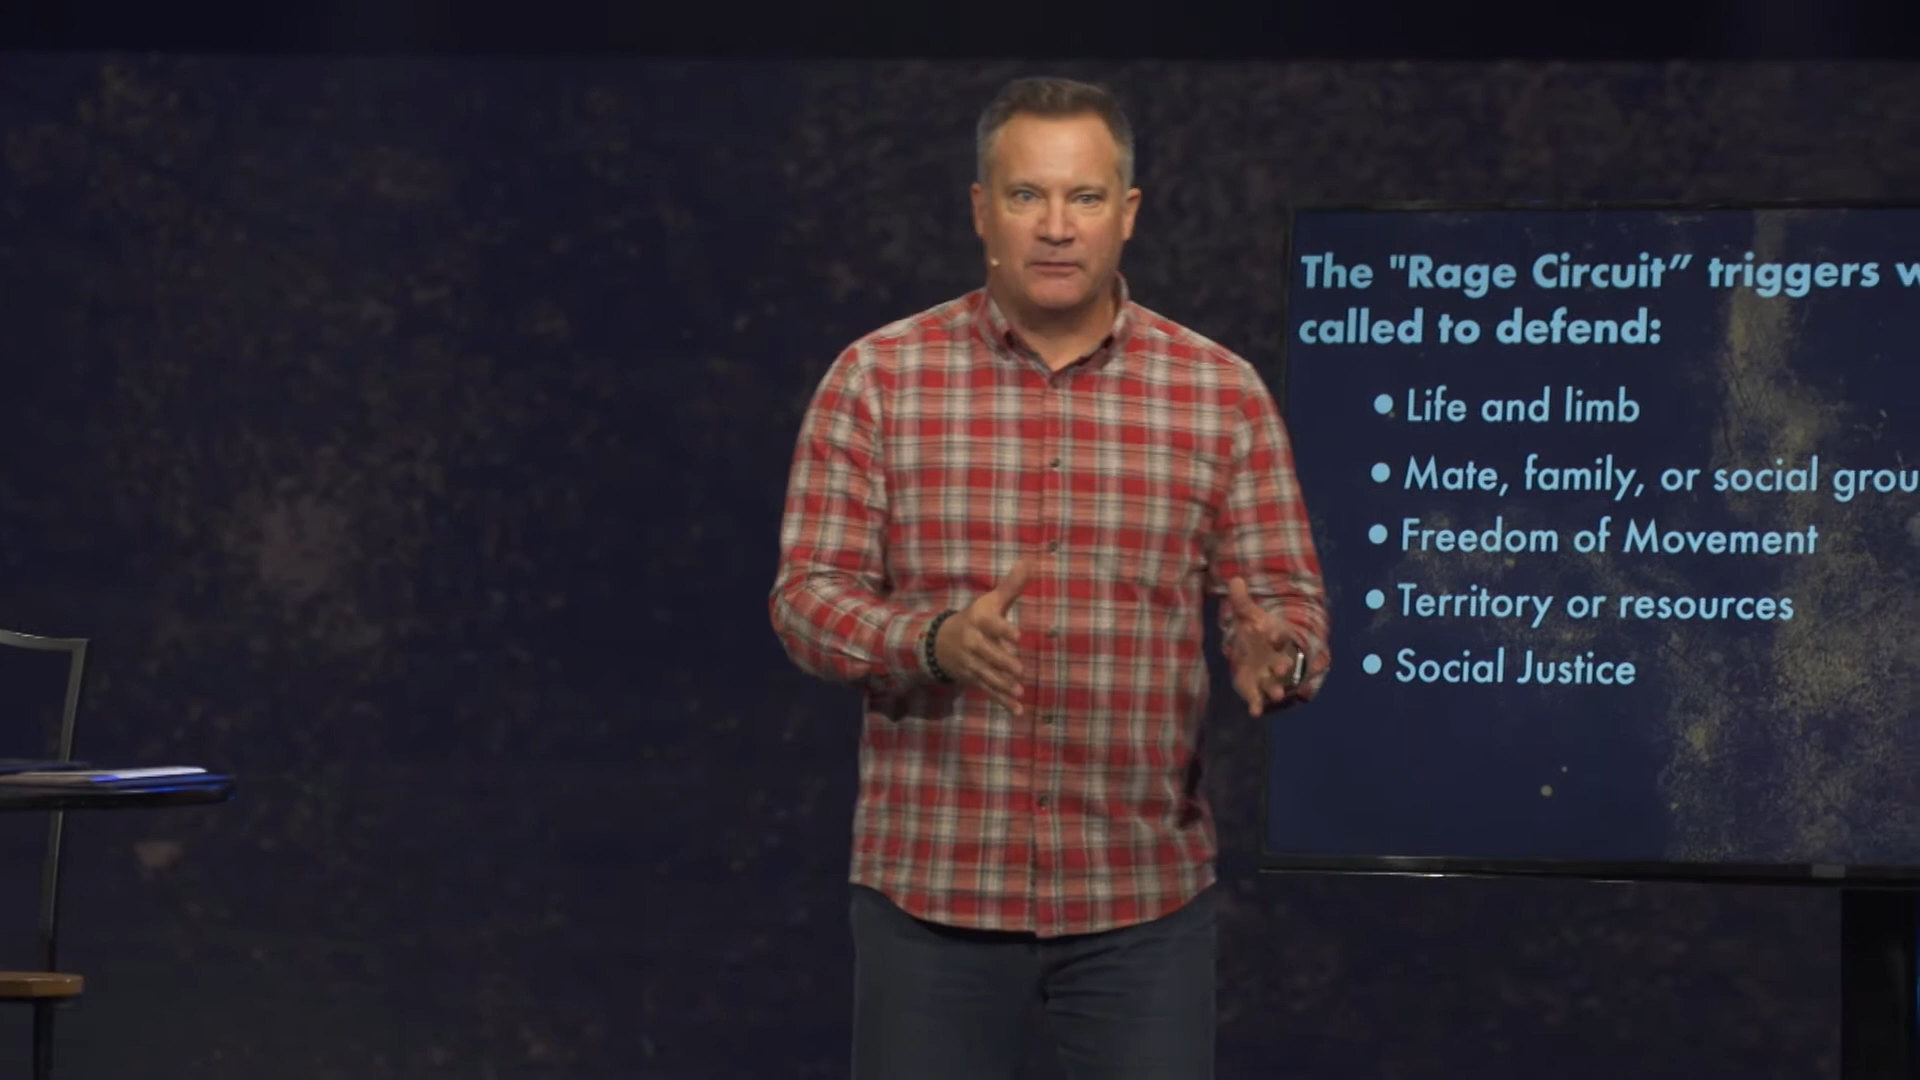 The "Rage Circuit” triggers w
called to defend:
• Life and limb
• Mate, family, or social grou
• Freedom of Movement
• Territory or resources
• Social Justice